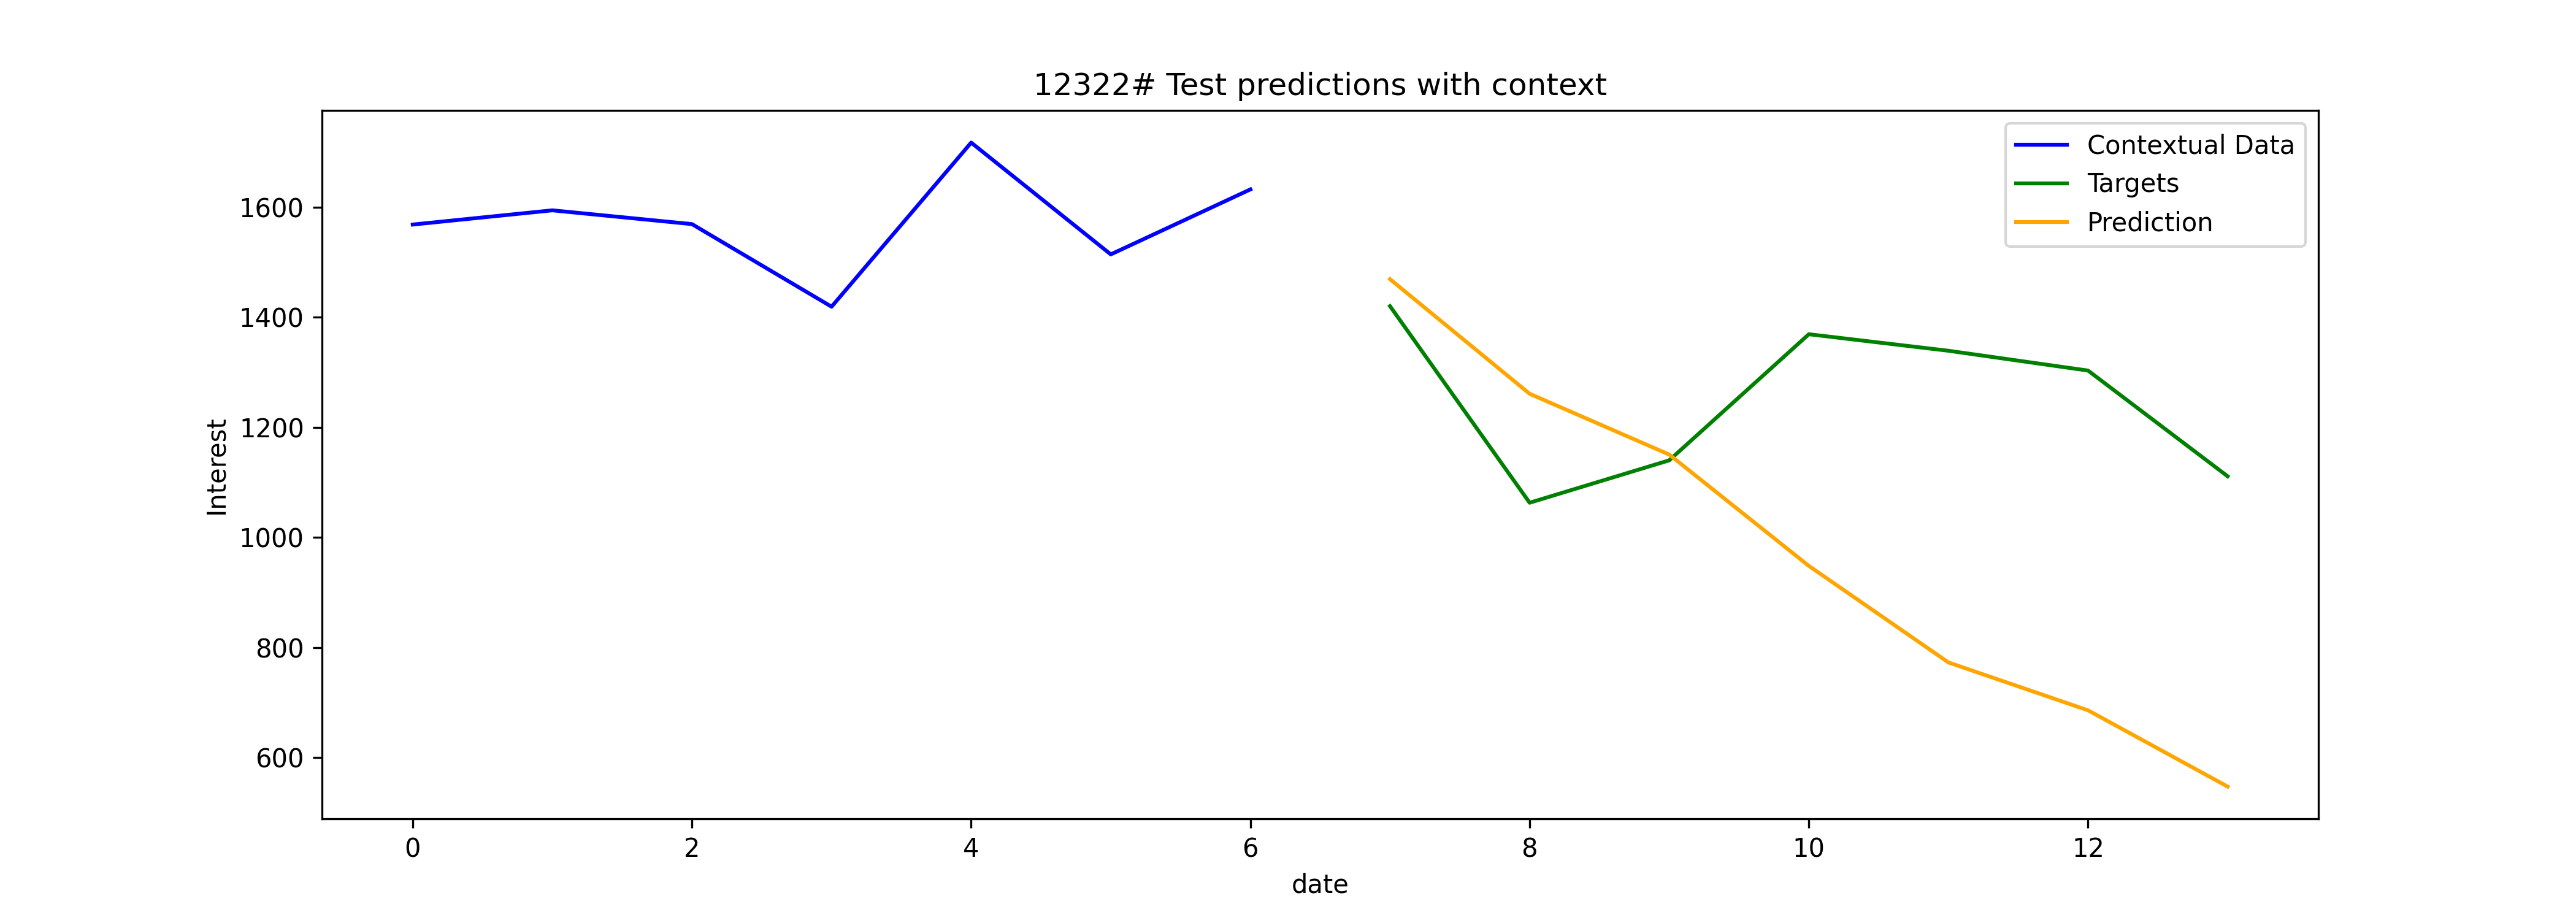 12322# Test predictions with context
Contextual Data
Targets
Prediction
Interest
1600
1400
1200
1000
800
600
0 2 4 6 8 10 12
date